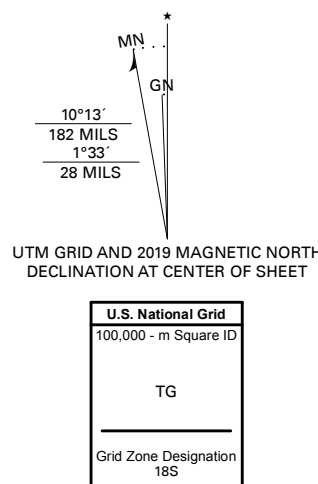 ★
MN
GN
10°13´
182 MILS
1°33´
28 MILS
UTM GRID AND 2019 MAGNETIC NORTH
DECLINATION AT CENTER OF SHEET
U.S. National Grid
100,000 - m Square ID
TG
Grid Zone Designation
18S